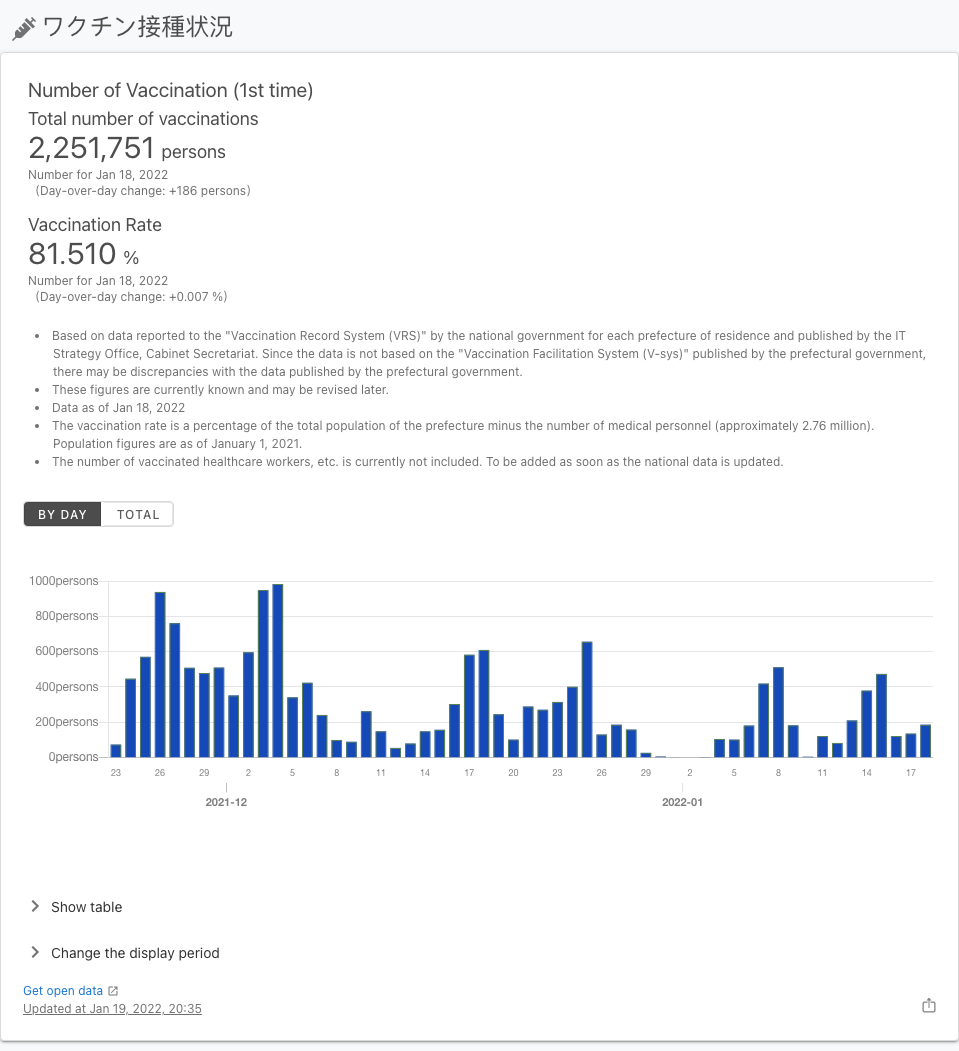 ワクチン接種状況
Number of Vaccination (1st time)
Total number of vaccinations
2,251,751 persons
Number for Jan 18, 2022
(Day-over-day change: +186 persons)
Vaccination Rate
81.510 %
Number for Jan 18, 2022
(Day-over-day change: +0.007 %)
• Based on data reported to the "Vaccination Record System (VRS)" by the national government for each prefecture of residence and published by the IT
Strategy Office, Cabinet Secretariat. Since the data is not based on the "Vaccination Facilitation System (V-sys)" published by the prefectural government,
there may be discrepancies with the data published by the prefectural government.
• These figures are currently known and may be revised later.
• Data as of Jan 18, 2022
• The vaccination rate is a percentage of the total population of the prefecture minus the number of medical personnel (approximately 2.76 million).
Population figures are as of January 1, 2021.
• The number of vaccinated healthcare workers, etc. is currently not included. To be added as soon as the national data is updated.
BY DAY TOTAL
1000persons
800persons
600persons
400persons
200persons
0persons
23 26 29 2 5 8 11 14 17 20 23 26 29 2 5 8 11 14 17
2021-12 2022-01
Show table
Change the display period
Get open data
Updated at Jan 19, 2022, 20:35